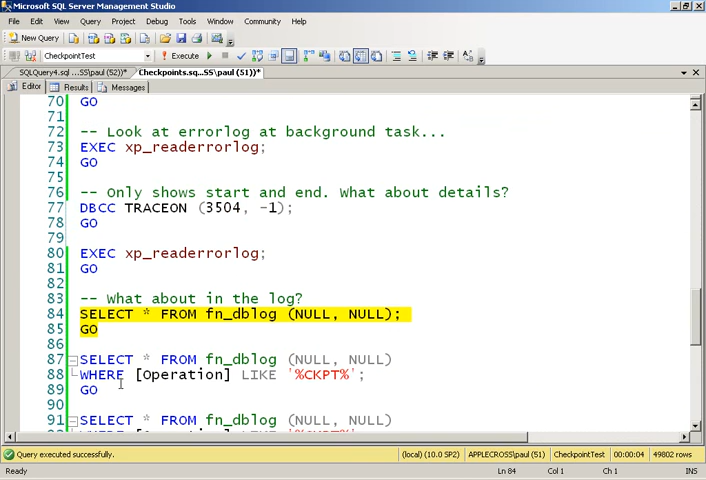 Microsoft SQL Server Management Studio
File Edit View Query Project Debug Tools Window Community Help
New Query
CheckpointTest Execute
SQLQuery4.sql ...SS\paul (52))* Checkpoints.sq...SS\paul (51))*
Editor Results Messages
70 GO
71
72 -- Look at errorlog at background task...
73 EXEC xp_readerrorlog;
74 GO
75
76 -- Only shows start and end. What about details?
77 DBCC TRACEON (3504, -1);
78 GO
79
80 EXEC xp_readerrorlog;
81 GO
82
83 -- What about in the log?
84 SELECT * FROM fn_dblog (NULL, NULL);
85 GO
86
87 SELECT * FROM fn_dblog (NULL, NULL)
88 WHERE [Operation] LIKE '%CKPT%';
89 GO
90
91 SELECT * FROM fn_dblog (NULL, NULL)
Query executed successfully. (local) (10.0 SP2) APPLECROSS\paul (51) CheckpointTest 00:00:04 49802 rows
Ready Ln 84 Col 1 Ch 1